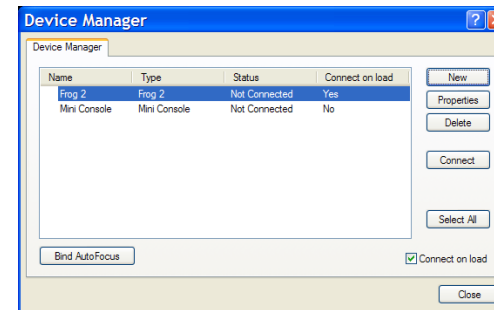 Device Manager ?
Device Manager
Name Type Status Connect on load
Frog 2 Frog 2 Not Connected Yes
Mini Console Mini Console Not Connected No
New
Properties
Delete
Connect
Select All
Bind AutoFocus
Connect on load
Close